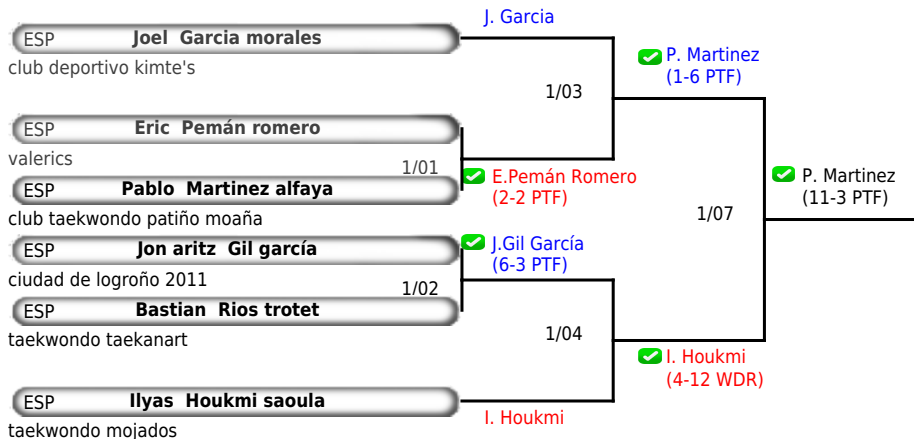 J. Garcia
ESP Joel Garcia morales
club deportivo kimte's
P. Martinez
(1-6 PTF)
1/03
ESP Eric Pemán romero
valerics
1/01
E.Pemán Romero
(2-2 PTF)
P. Martinez
(11-3 PTF)
ESP Pablo Martinez alfaya
club taekwondo patiño moaña
1/07
ESP Jon aritz Gil garcía
J.Gil García
(6-3 PTF)
ciudad de logroño 2011
1/02
ESP Bastian Rios trotet
taekwondo taekanart
1/04
I. Houkmi
(4-12 WDR)
ESP Ilyas Houkmi saoula
I. Houkmi
taekwondo mojados